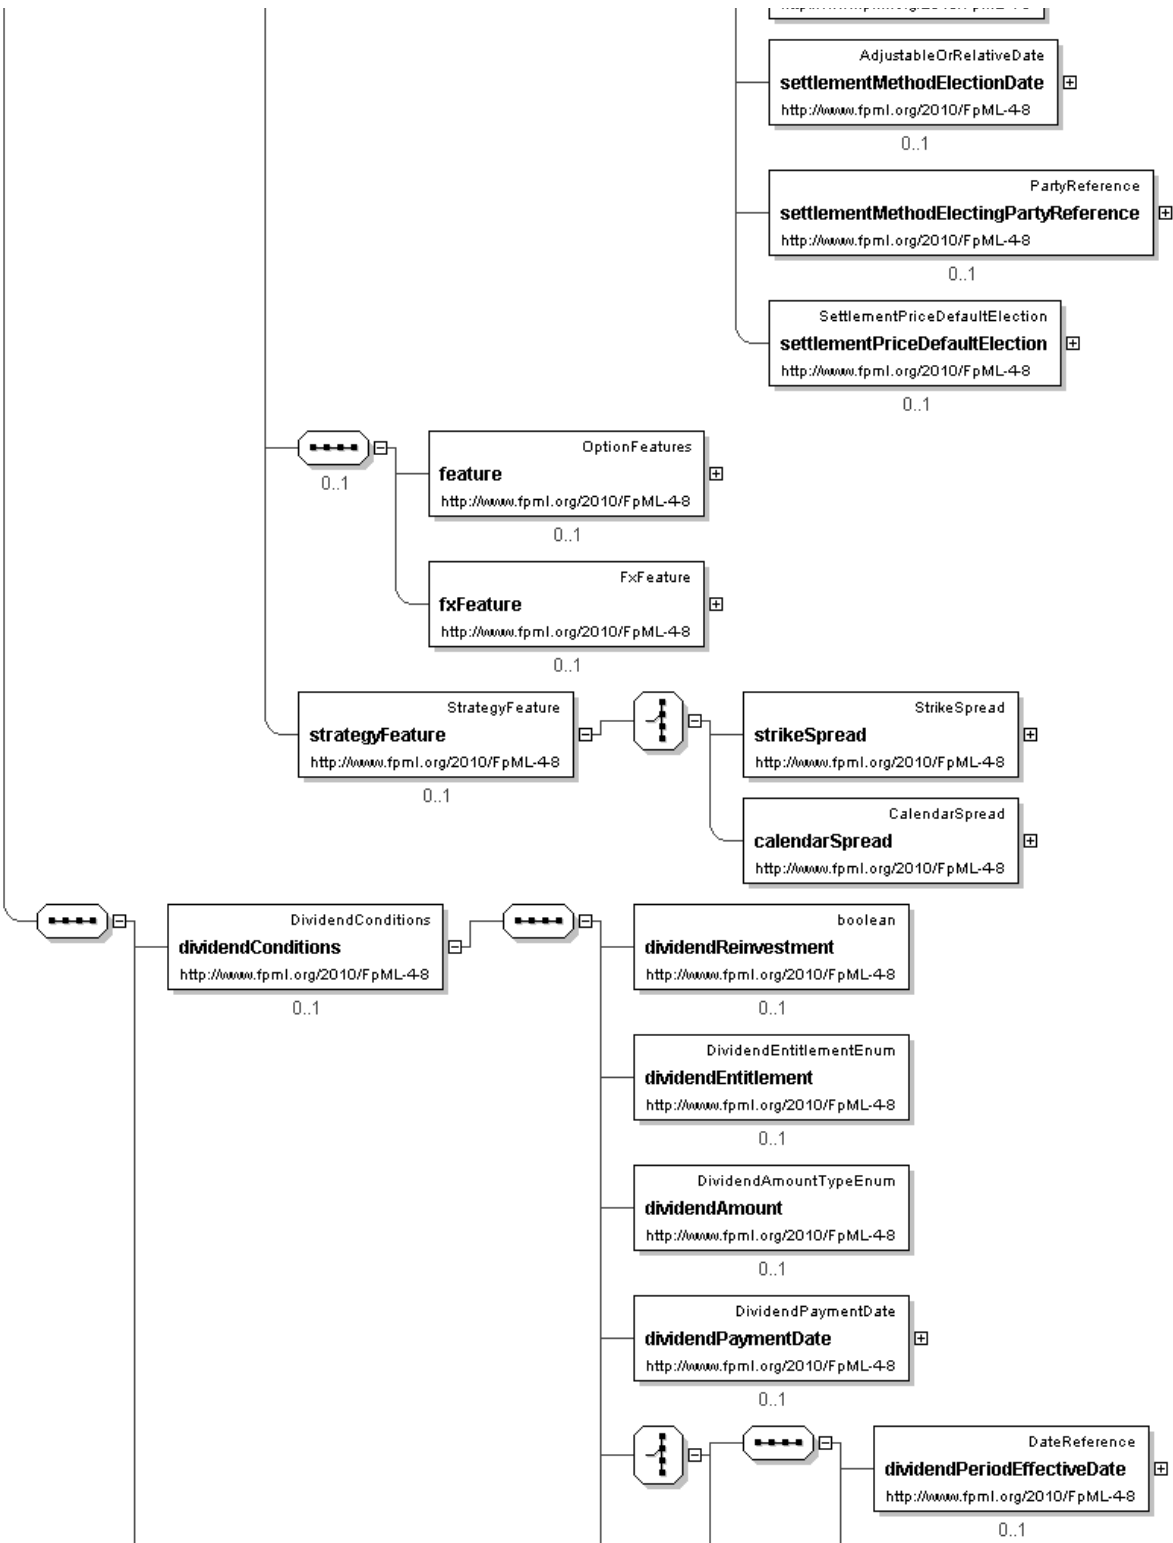 AdjustableOrRelativeDate
settlementMethodElectionDate
http://www.fpml.org/2010/FpML-4-8
0..1
PartyReference
settlementMethodElectingPartyReference
http://www.fpml.org/2010/FpML-4-8
0..1
SettlementPriceDefaultElection
settlementPriceDefaultElection
http://www.fpml.org/2010/FpML-4-8
0..1
0..1
OptionFeatures
feature
http://www.fpml.org/2010/FpML-4-8
0..1
FxFeature
fxFeature
http://www.fpml.org/2010/FpML-4-8
0..1
StrategyFeature
strategyFeature
http://www.fpml.org/2010/FpML-4-8
0..1
StrikeSpread
strikeSpread
http://www.fpml.org/2010/FpML-4-8
CalendarSpread
calendarSpread
http://www.fpml.org/2010/FpML-4-8
DividendConditions
dividendConditions
http://www.fpml.org/2010/FpML-4-8
0..1
boolean
dividendReinvestment
http://www.fpml.org/2010/FpML-4-8
0..1
DividendEntitlementEnum
dividendEntitlement
http://www.fpml.org/2010/FpML-4-8
0..1
DividendAmountTypeEnum
dividendAmount
http://www.fpml.org/2010/FpML-4-8
0..1
DividendPaymentDate
dividendPaymentDate
http://www.fpml.org/2010/FpML-4-8
0..1
DateReference
dividendPeriodEffectiveDate
http://www.fpml.org/2010/FpML-4-8
0..1